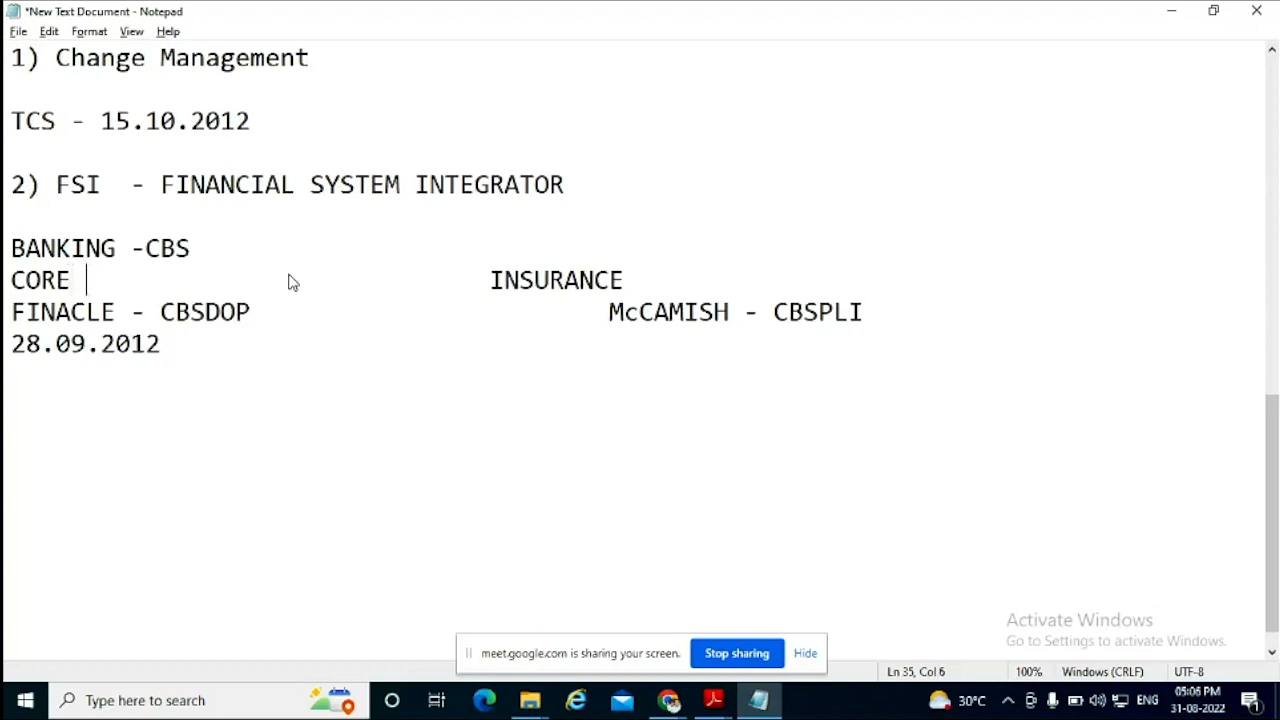 *New Text Document - Notepad
File Edit Format View Help
1) Change Management
TCS - 15.10.2012
2) FSI - FINANCIAL SYSTEM INTEGRATOR
BANKING -CBS
CORE INSURANCE
FINACLE - CBSDOP McCAMISH - CBSPLI
28.09.2012
Activate Windows
Go to Settings to activate Windows.
meet.google.com is sharing your screen. Stop sharing Hide
Ln 35, Col 6 100% Windows (CRLF) UTF-8
Type here to search 30°C ENG 05:06 PM
31-08-2022 1